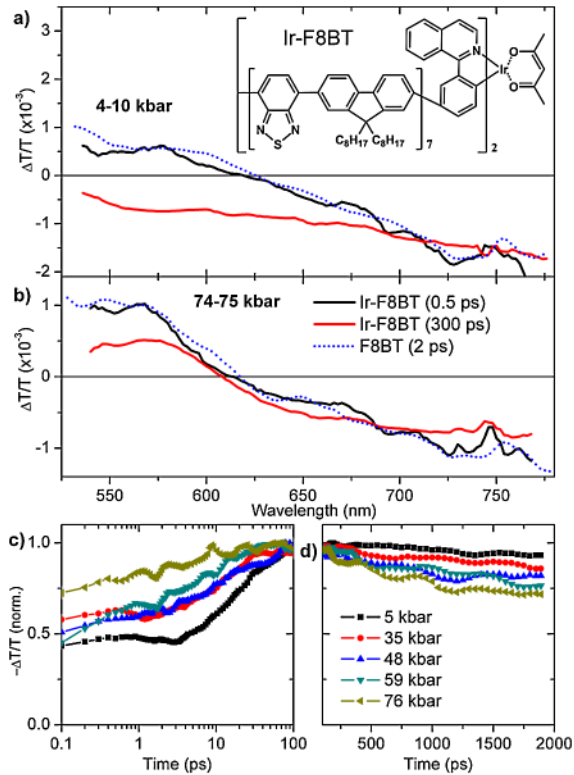 a)
Ir-F8BT
4-10 kbar
N
Ir
O
O
N
S
N
C8H17
C8H17
7
2
ΔT/T (x10⁻³)
2
1
0
-1
-2
b)
74-75 kbar
Ir-F8BT (0.5 ps)
Ir-F8BT (300 ps)
F8BT (2 ps)
ΔT/T (x10⁻³)
1
0
-1
550 600 650 700 750
Wavelength (nm)
c)
−ΔT/T (norm.)
1.0
0.5
0.0
0.1 1 10 100
Time (ps)
d)
5 kbar
35 kbar
48 kbar
59 kbar
76 kbar
500 1000 1500 2000
Time (ps)